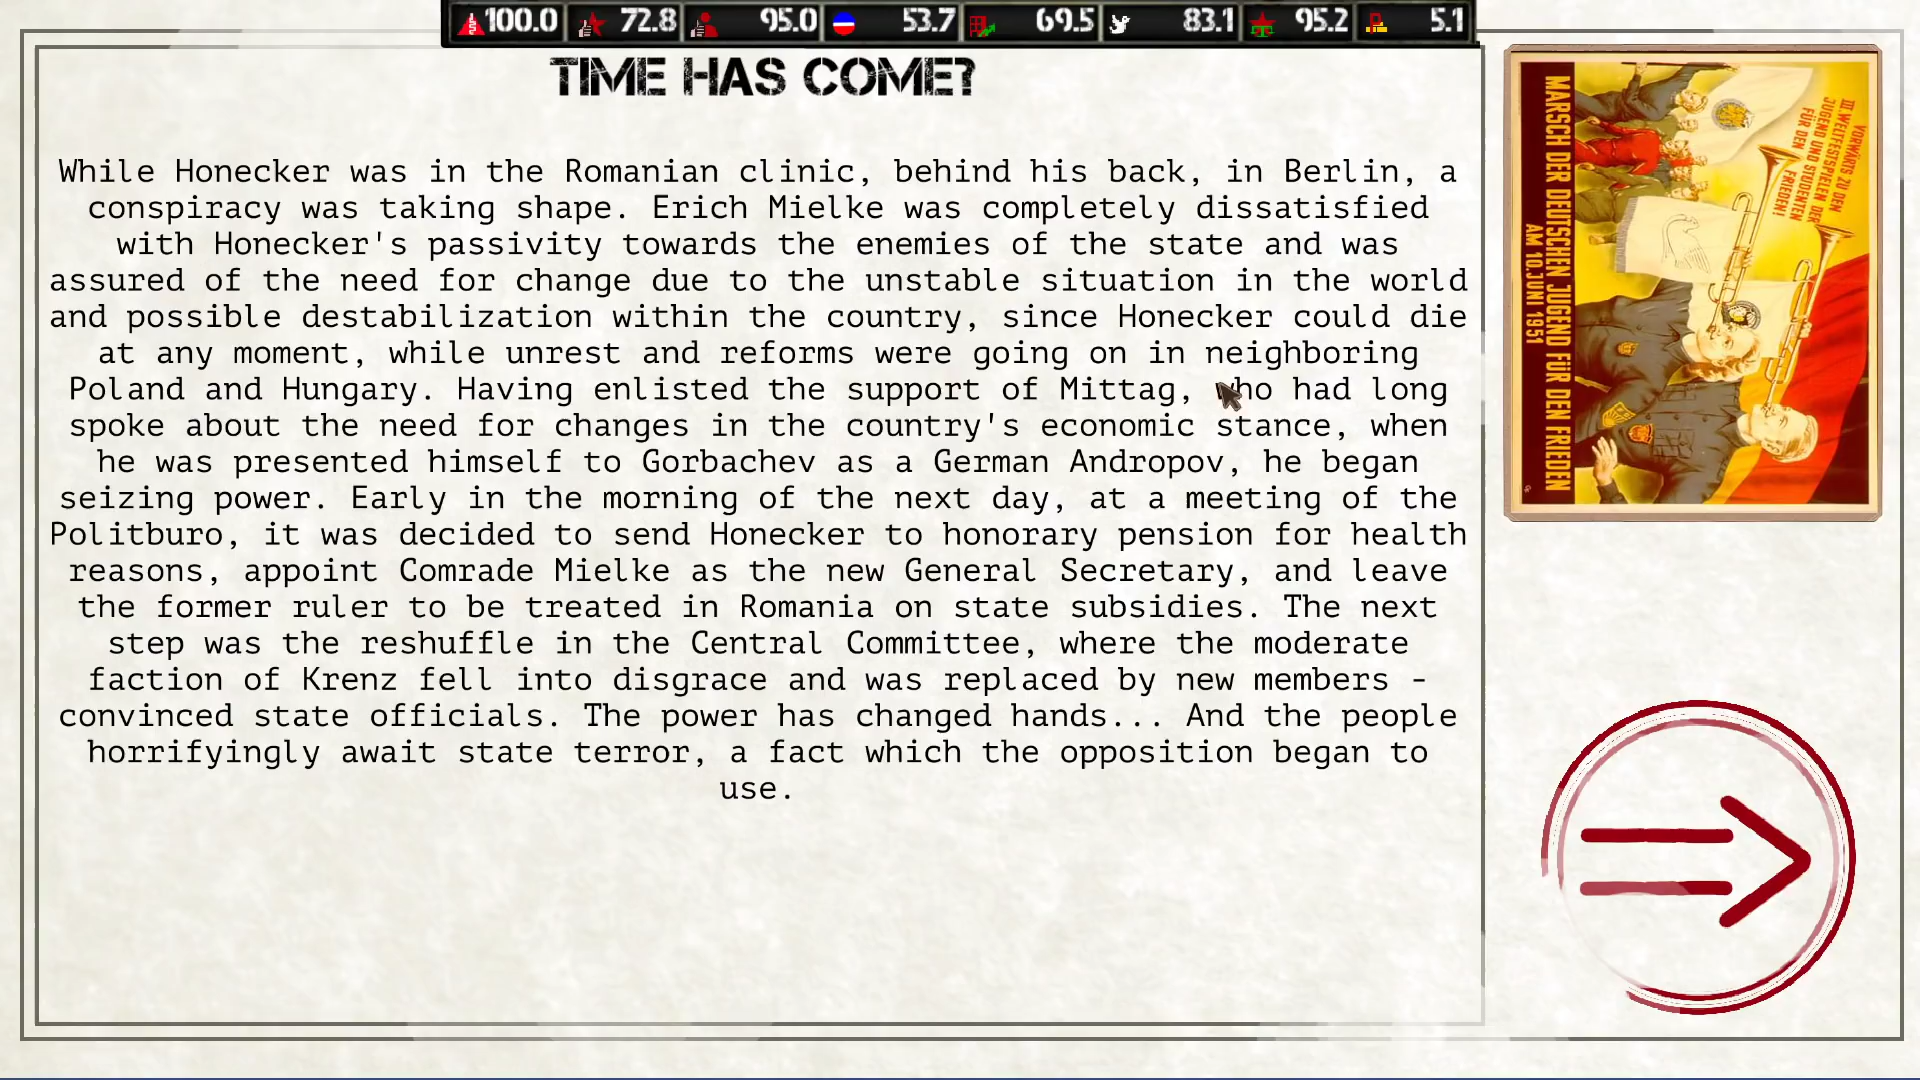 100.0 72.8 95.0 53.7 69.5 83.1 95.2 5.1
TIME HAS COME?
While Honecker was in the Romanian clinic, behind his back, in Berlin, a
conspiracy was taking shape. Erich Mielke was completely dissatisfied
with Honecker's passivity towards the enemies of the state and was
assured of the need for change due to the unstable situation in the world
and possible destabilization within the country, since Honecker could die
at any moment, while unrest and reforms were going on in neighboring
Poland and Hungary. Having enlisted the support of Mittag, who had long
spoke about the need for changes in the country's economic stance, when
he was presented himself to Gorbachev as a German Andropov, he began
seizing power. Early in the morning of the next day, at a meeting of the
Politburo, it was decided to send Honecker to honorary pension for health
reasons, appoint Comrade Mielke as the new General Secretary, and leave
the former ruler to be treated in Romania on state subsidies. The next
step was the reshuffle in the Central Committee, where the moderate
faction of Krenz fell into disgrace and was replaced by new members -
convinced state officials. The power has changed hands... And the people
horrifyingly await state terror, a fact which the opposition began to
use.
VORWÄRTS ZU DEN
III. WELTFESTSPIELEN DER
JUGEND UND STUDENTEN
FÜR DEN FRIEDEN!
MARSCH DER DEUTSCHEN JUGEND FÜR DEN FRIEDEN
AM 10. JUNI 1951